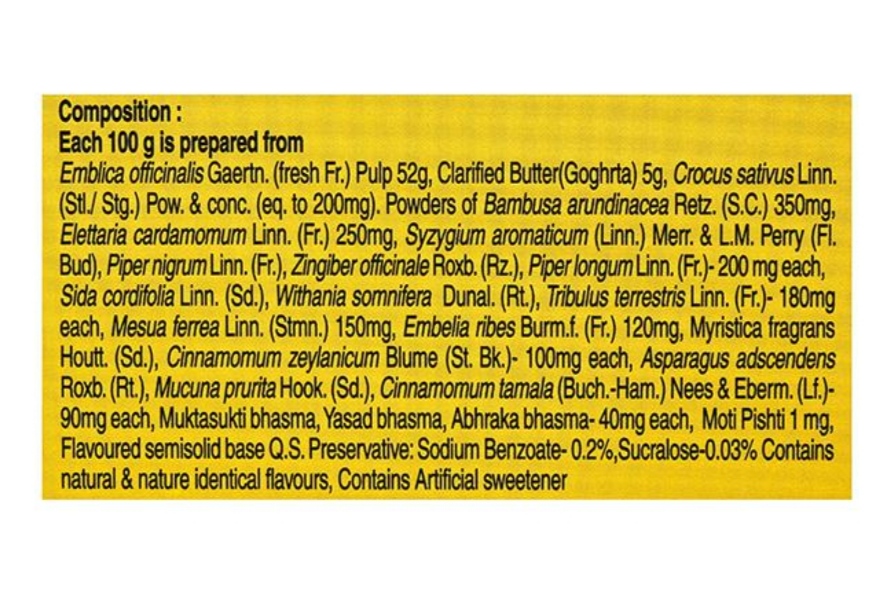 Composition :
Each 100 g is prepared from
Emblica officinalis Gaertn. (fresh Fr.) Pulp 52g, Clarified Butter(Goghrta) 5g, Crocus sativus Linn.
(Stl./ Stg.) Pow. & conc. (eq. to 200mg). Powders of Bambusa arundinacea Retz. (S.C.) 350mg,
Elettaria cardamomum Linn. (Fr.) 250mg, Syzygium aromaticum (Linn.) Merr. & L.M. Perry (Fl.
Bud), Piper nigrum Linn. (Fr.), Zingiber officinale Roxb. (Rz.), Piper longum Linn. (Fr.)- 200 mg each,
Sida cordifolia Linn. (Sd.), Withania somnifera Dunal. (Rt.), Tribulus terrestris Linn. (Fr.)- 180mg
each, Mesua ferrea Linn. (Stmn.) 150mg, Embelia ribes Burm.f. (Fr.) 120mg, Myristica fragrans
Houtt. (Sd.), Cinnamomum zeylanicum Blume (St. Bk.)- 100mg each, Asparagus adscendens
Roxb. (Rt.), Mucuna prurita Hook. (Sd.), Cinnamomum tamala (Buch.-Ham.) Nees & Eberm. (Lf.)-
90mg each, Muktasukti bhasma, Yasad bhasma, Abhraka bhasma- 40mg each, Moti Pishti 1 mg,
Flavoured semisolid base Q.S. Preservative: Sodium Benzoate- 0.2%,Sucralose-0.03% Contains
natural & nature identical flavours, Contains Artificial sweetener